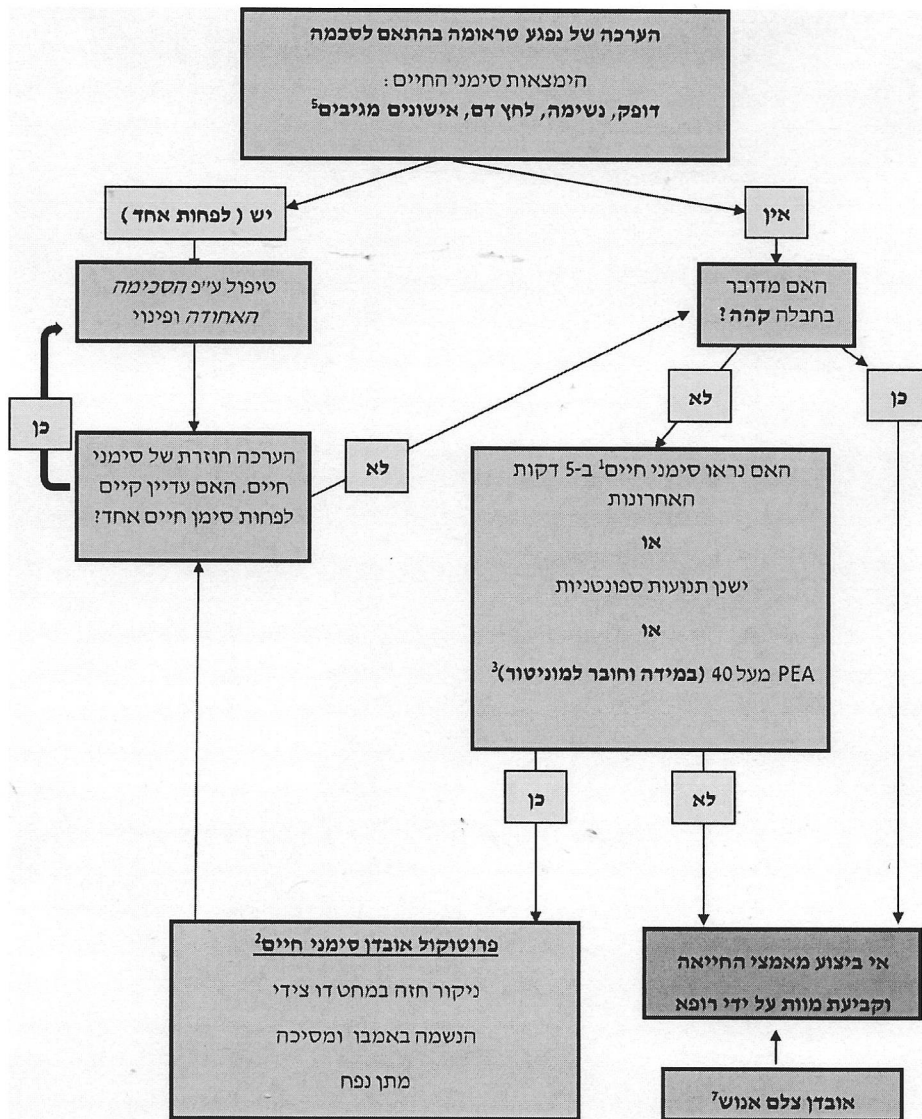 הערכה של נפגע טראומה בהתאם לסכמה
הימצאות סימני החיים :
דופק, נשימה, לחץ דם, אישונים מגיבים⁵
יש ( לפחות אחד )
אין
טיפול ע״פ הסכימה
האחודה ופינוי
האם מדובר
בחבלה קהה?
כן
לא
כן
הערכה חוזרת של סימני
חיים. האם עדיין קיים
לפחות סימן חיים אחד?
לא
האם נראו סימני חיים¹ ב-5 דקות
האחרונות
או
ישנן תנועות ספונטניות
או
PEA מעל 40 (במידה וחובר למוניטור)³
כן
לא
פרוטוקול אובדן סימני חיים²
ניקור חזה במחט דו צידי
הנשמה באמבו ומסיכה
מתן נפח
אי ביצוע מאמצי החייאה
וקביעת מוות על ידי רופא
אובדן צלם אנוש⁷